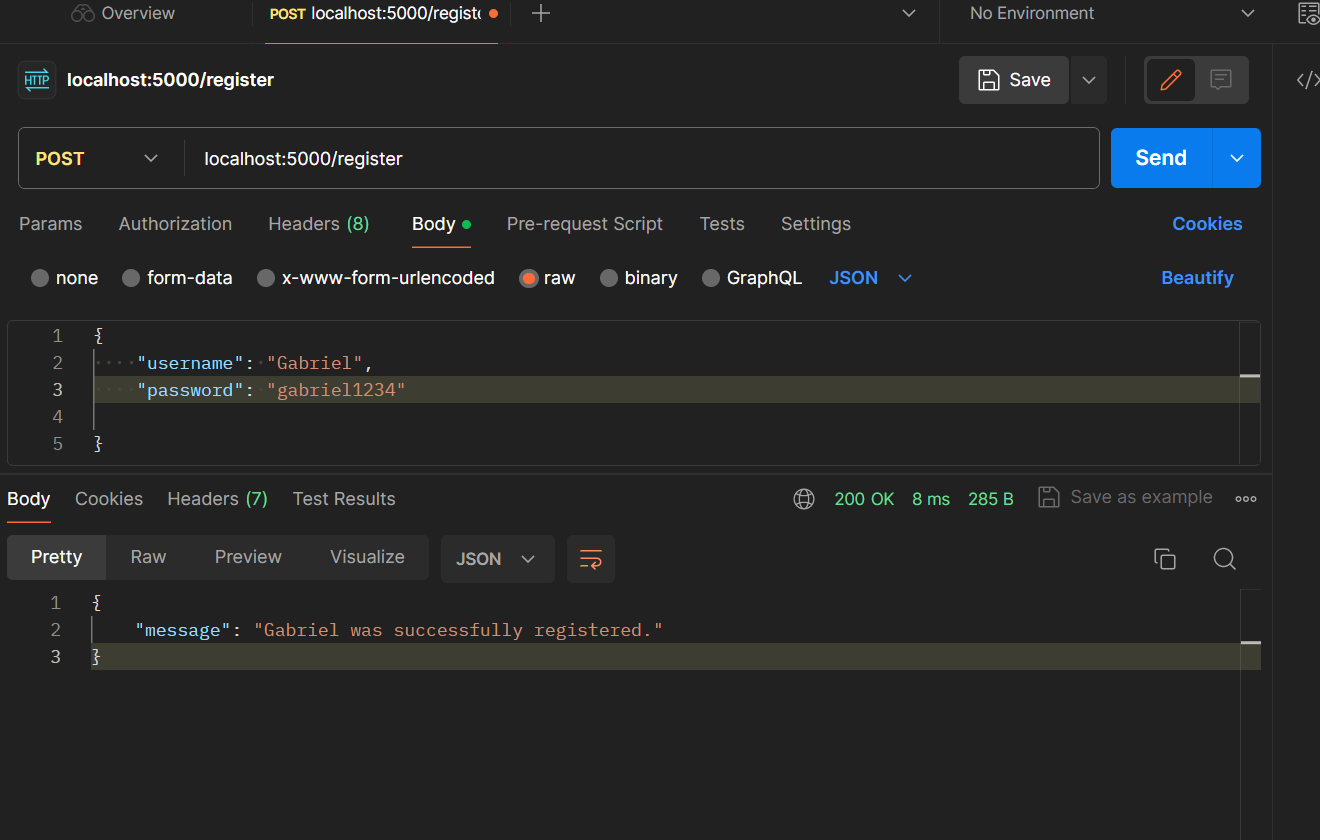 Overview
POST localhost:5000/registe
No Environment
HTTP localhost:5000/register
Save
POST localhost:5000/register
Send
Params Authorization Headers (8) Body Pre-request Script Tests Settings Cookies
none form-data x-www-form-urlencoded raw binary GraphQL JSON Beautify
1 {
2 "username": "Gabriel",
3 "password": "gabriel1234"
4
5 }
Body Cookies Headers (7) Test Results 200 OK 8 ms 285 B Save as example
Pretty Raw Preview Visualize JSON
1 {
2 "message": "Gabriel was successfully registered."
3 }